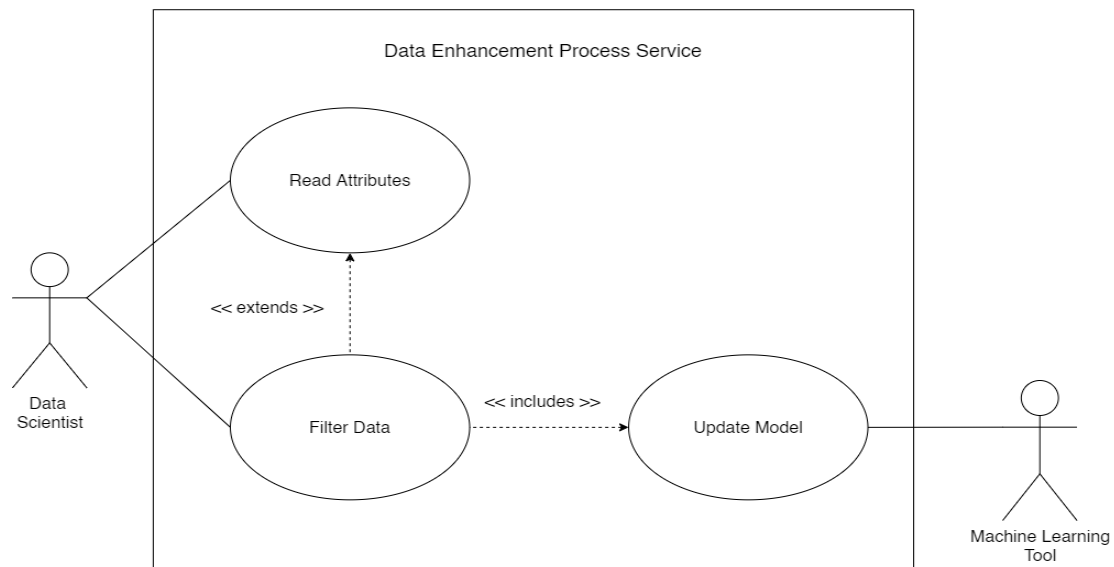 Data Enhancement Process Service
Read Attributes
<< extends >>
Data
Scientist
Filter Data
<< includes >>
Update Model
Machine Learning
Tool